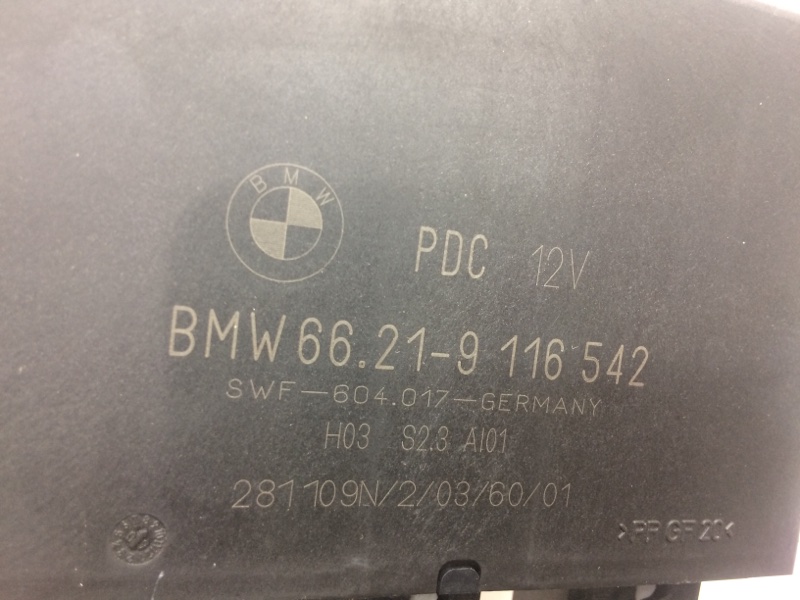 BMW
PDC 12V
BMW 66.21-9 116 542
SWF-604.017-GERMANY
H03 S2.3 AI01
281109N/2/03/60/01
>PP GF 20<